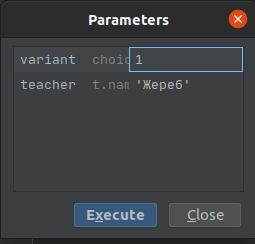 Parameters
variant choic 1
teacher t.nam 'Жереб'
Execute
Close